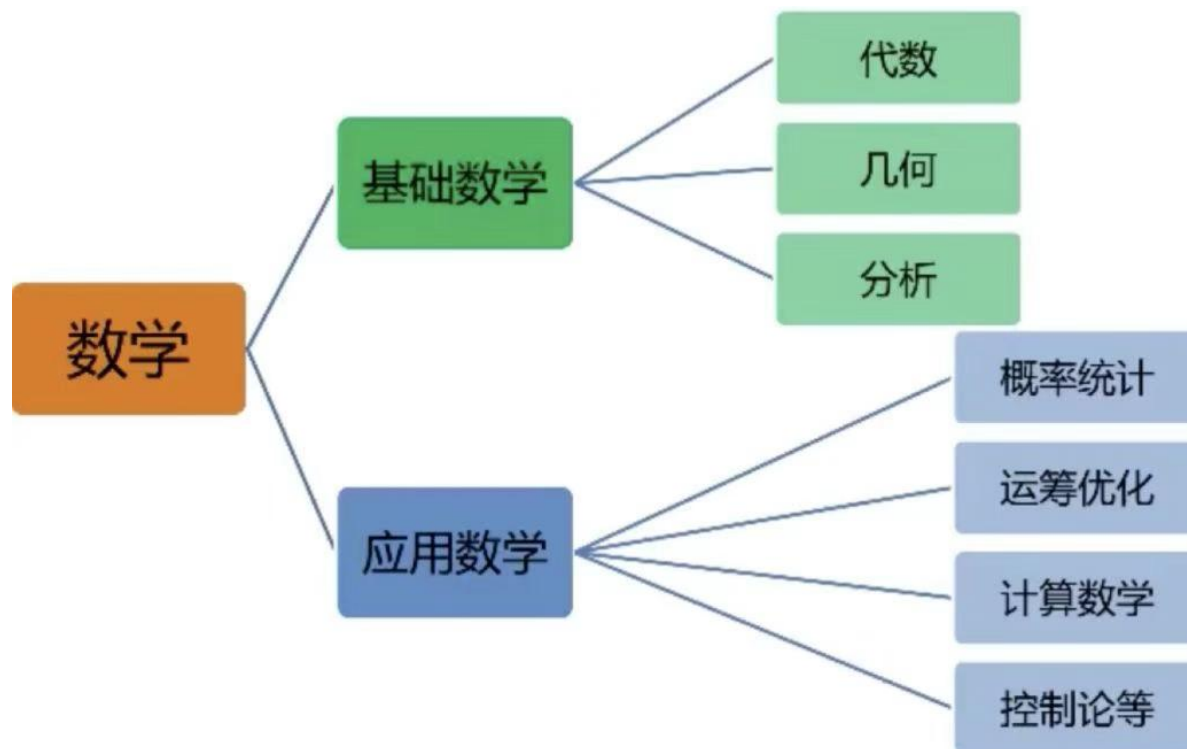 数学
基础数学
代数
几何
分析
应用数学
概率统计
运筹优化
计算数学
控制论等